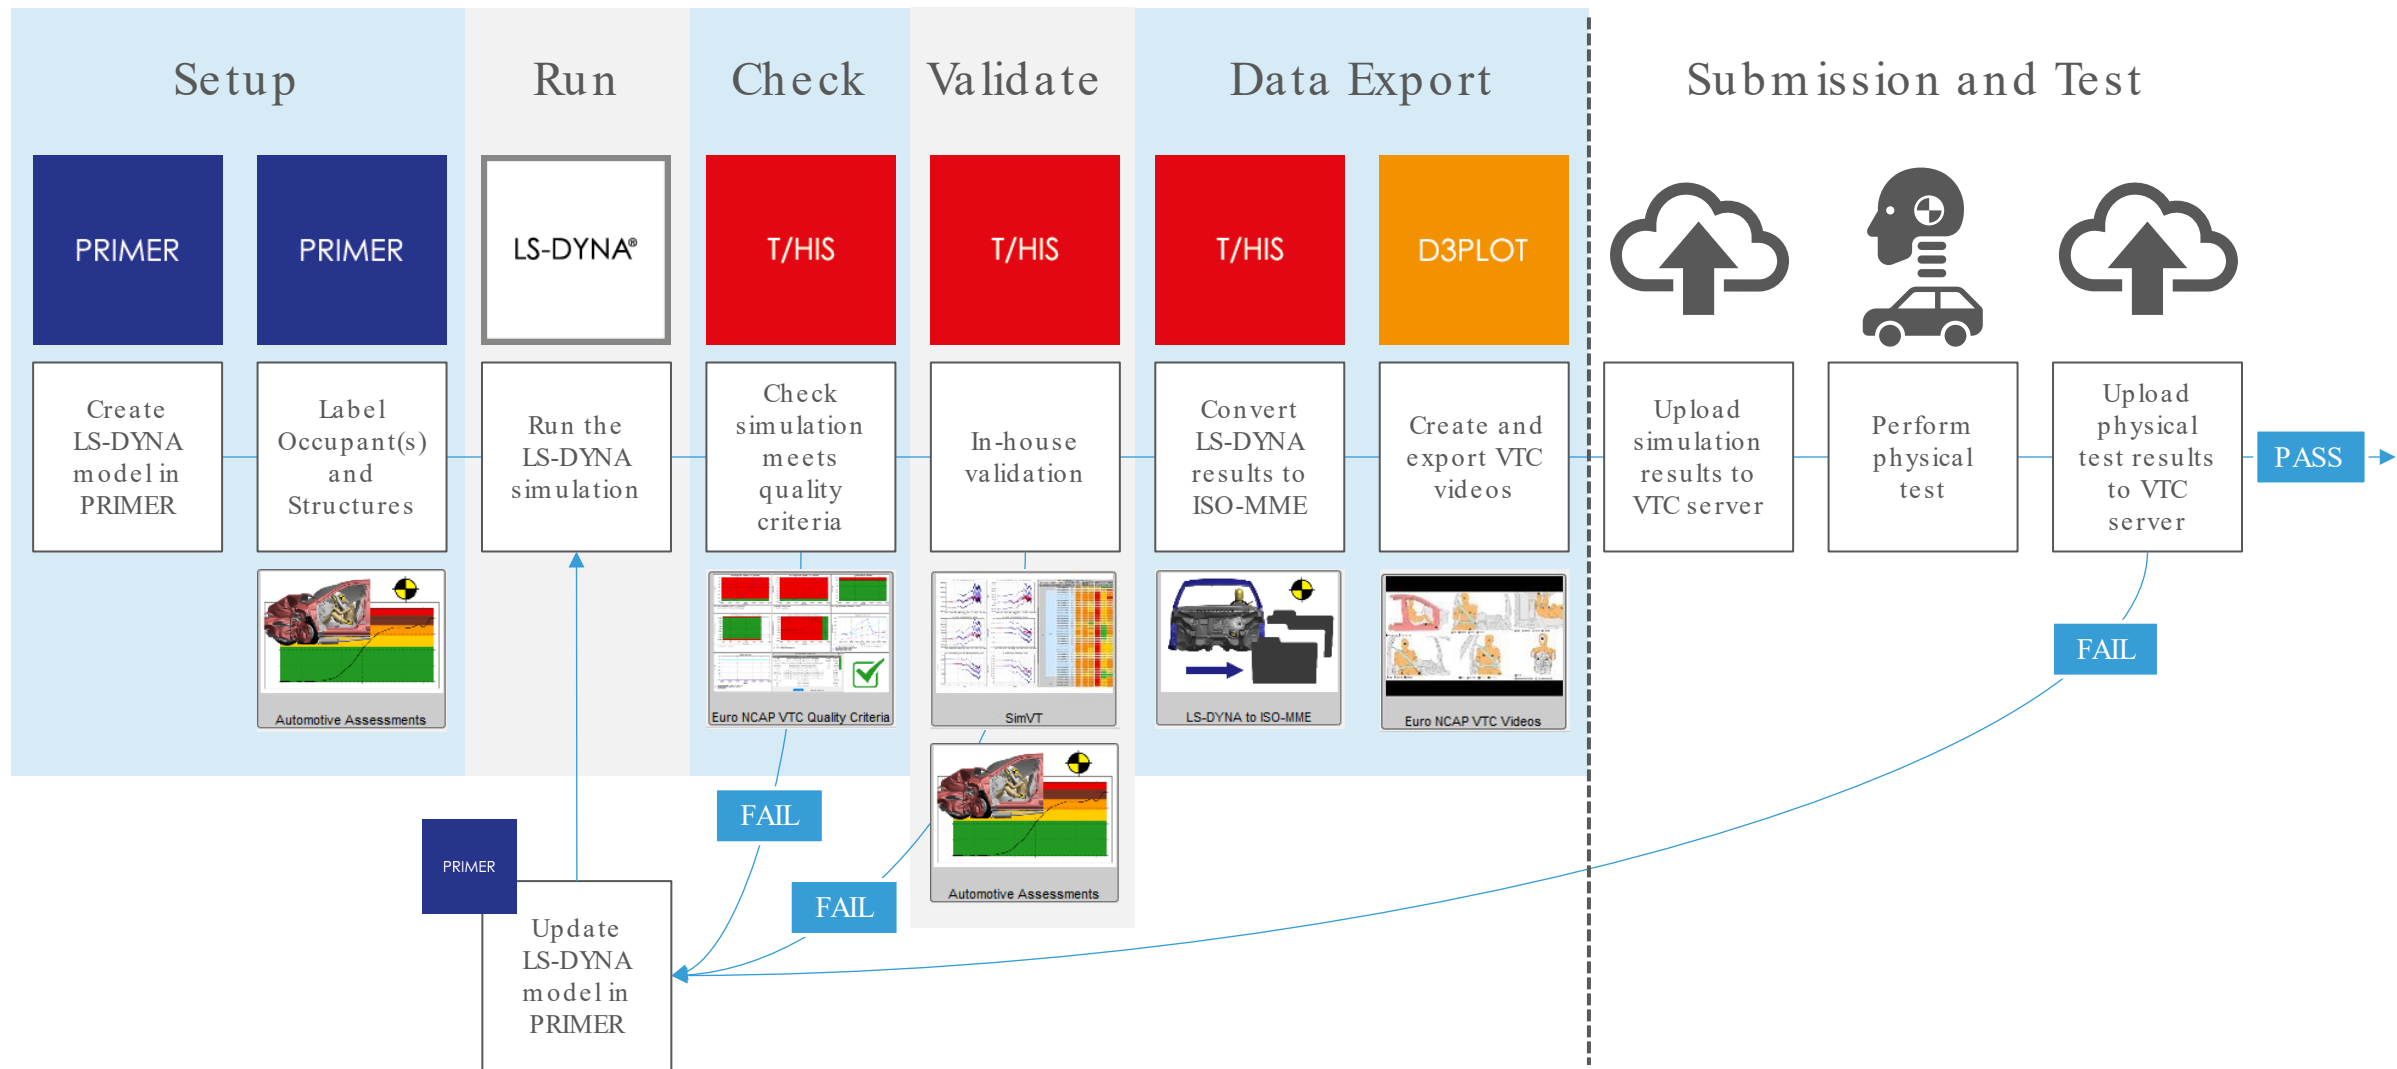 Setup
Run
Check
Validate
Data Export
Submission and Test
PRIMER
PRIMER
LS-DYNA®
T/HIS
T/HIS
T/HIS
D3PLOT
Create
LS-DYNA
model in
PRIMER
Label
Occupant(s)
and
Structures
Run the
LS-DYNA
simulation
Check
simulation
meets
quality
criteria
In-house
validation
Convert
LS-DYNA
results to
ISO-MME
Create and
export VTC
videos
Upload
simulation
results to
VTC server
Perform
physical
test
Upload
physical
test results
to VTC
server
PASS
Automotive Assessments
Euro NCAP VTC Quality Criteria
SimVT
LS-DYNA to ISO-MME
Euro NCAP VTC Videos
FAIL
FAIL
FAIL
Automotive Assessments
PRIMER
Update
LS-DYNA
model in
PRIMER